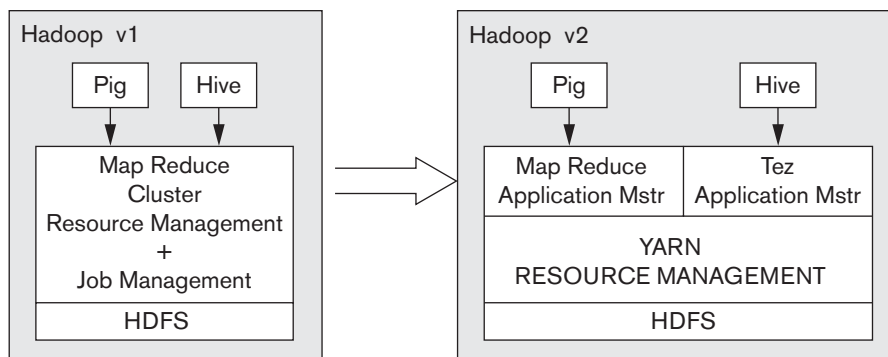 Hadoop v1
Pig
Hive
Map Reduce
Cluster
Resource Management
+
Job Management
HDFS
Hadoop v2
Pig
Hive
Map Reduce
Application Mstr
Tez
Application Mstr
YARN
RESOURCE MANAGEMENT
HDFS